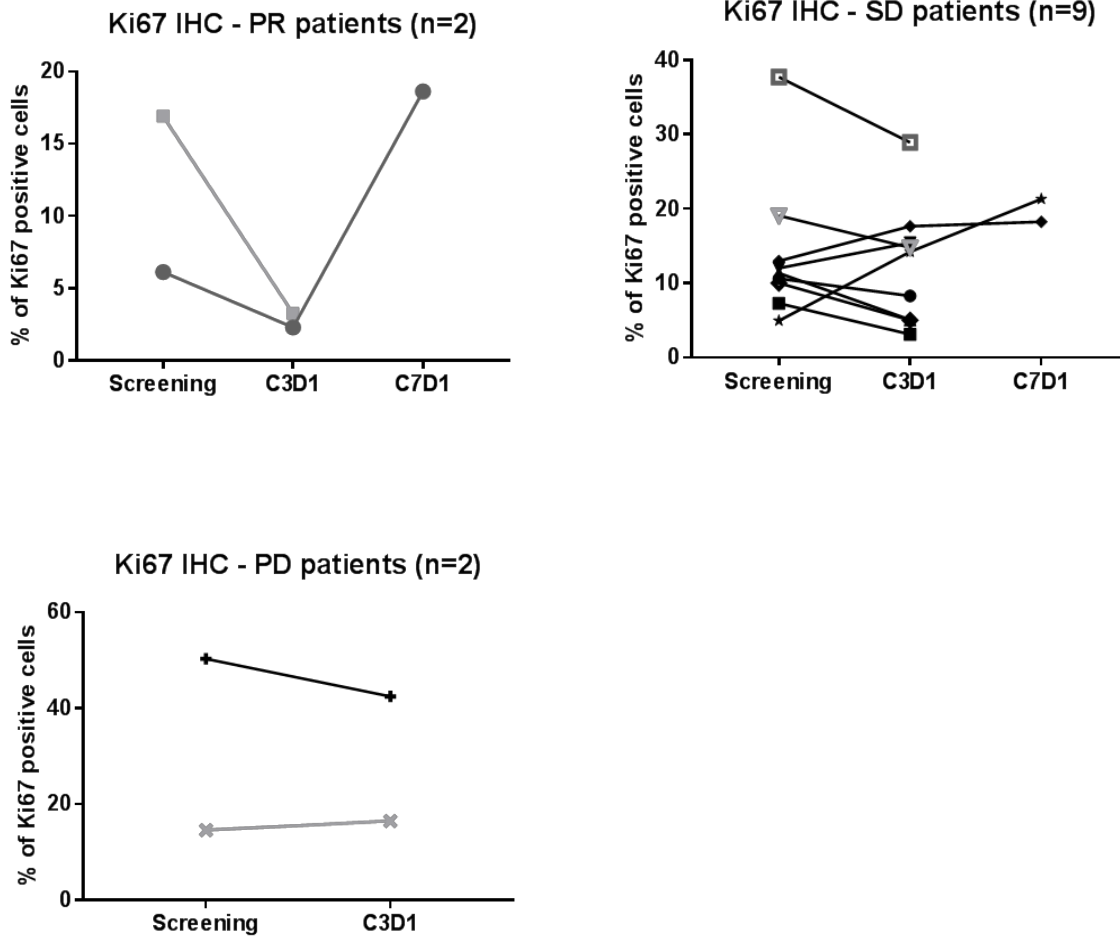 Ki67 IHC - PR patients (n=2)
% of Ki67 positive cells
20
15
10
5
0
Screening C3D1 C7D1
Ki67 IHC - SD patients (n=9)
% of Ki67 positive cells
40
30
20
10
0
Screening C3D1 C7D1
Ki67 IHC - PD patients (n=2)
% of Ki67 positive cells
60
40
20
0
Screening C3D1